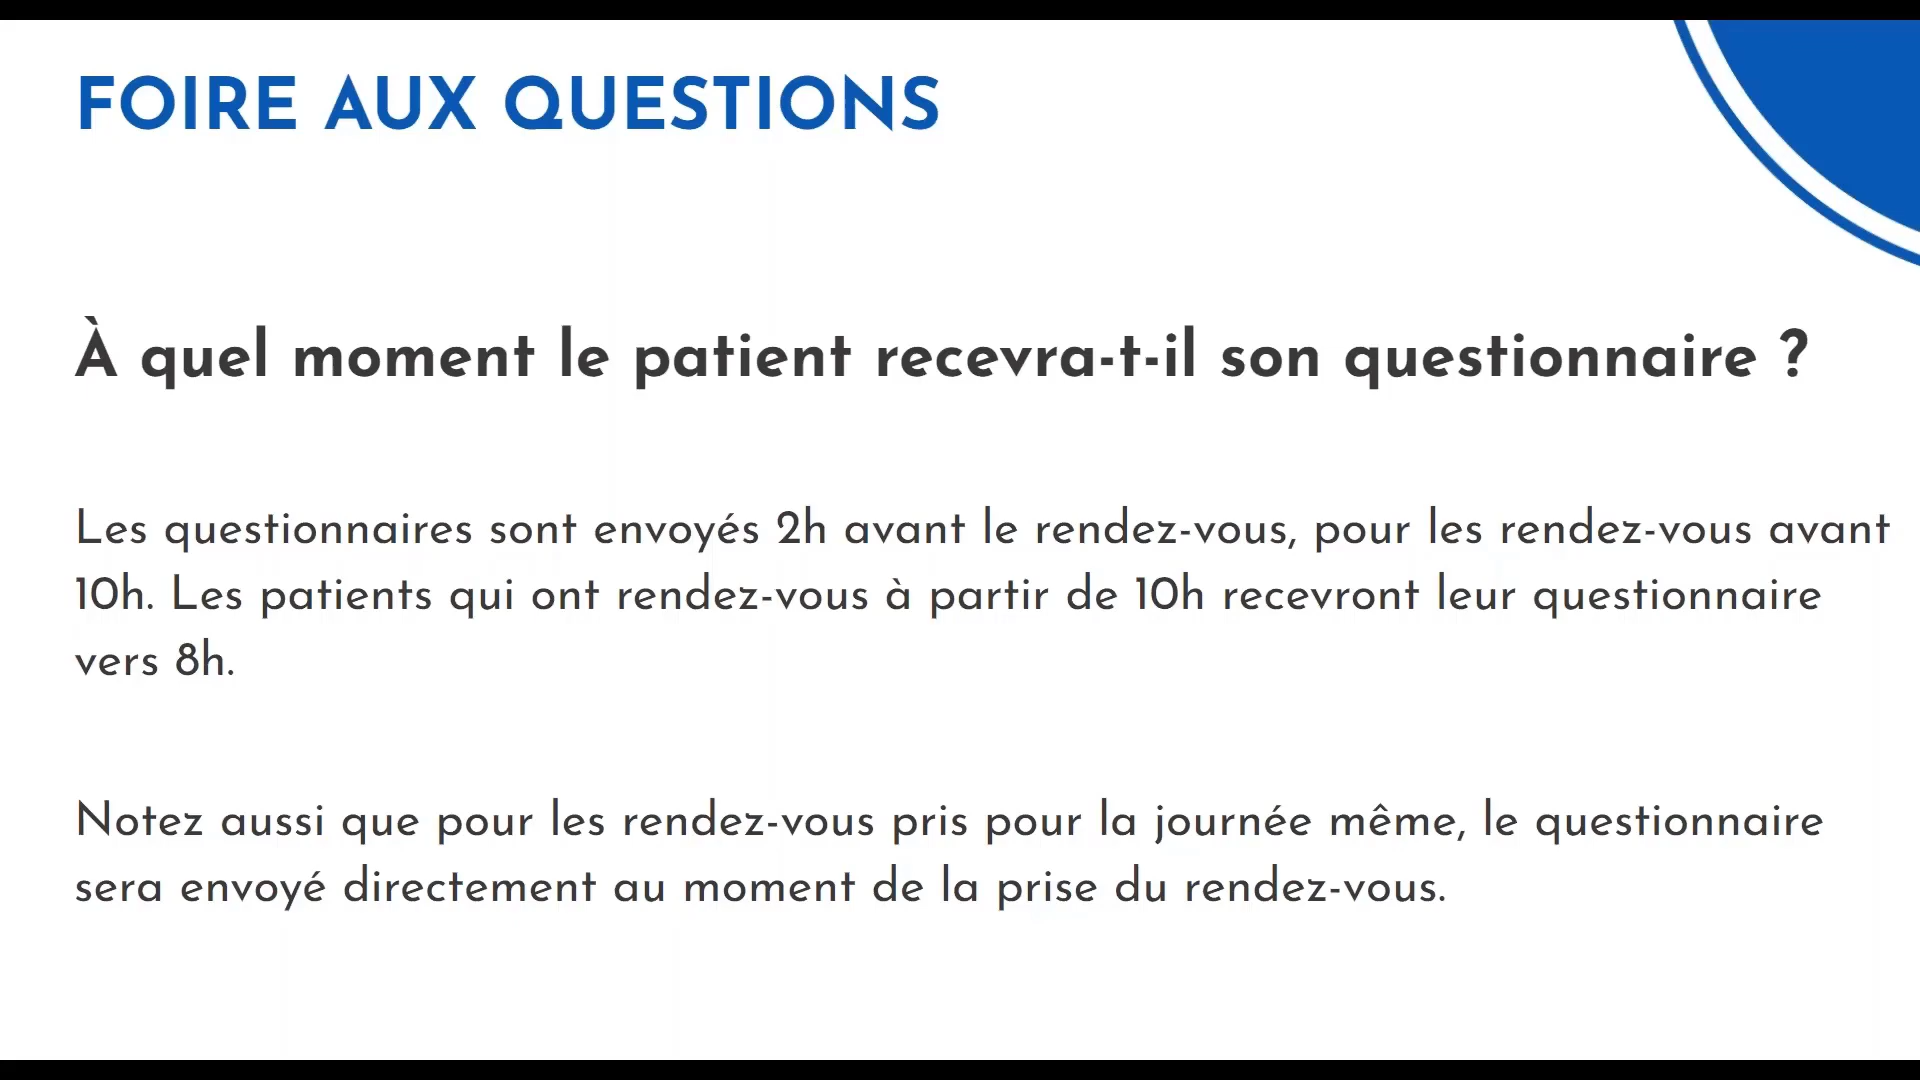 FOIRE AUX QUESTIONS
À quel moment le patient recevra-t-il son questionnaire ?
Les questionnaires sont envoyés 2h avant le rendez-vous, pour les rendez-vous avant
10h. Les patients qui ont rendez-vous à partir de 10h recevront leur questionnaire
vers 8h.
Notez aussi que pour les rendez-vous pris pour la journée même, le questionnaire
sera envoyé directement au moment de la prise du rendez-vous.